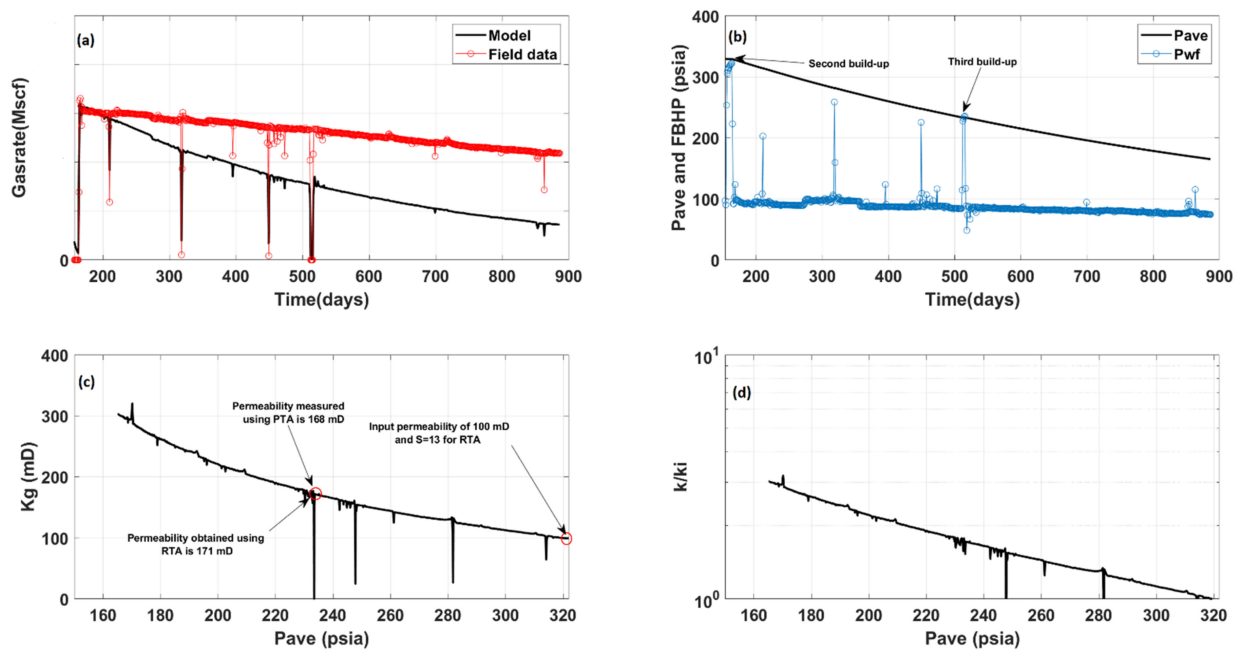 (a)
Model
Field data
Gasrate(Mscf)
0
200 300 400 500 600 700 800 900
Time(days)
(b)
Pave
Pwf
Second build-up
Third build-up
Pave and FBHP (psia)
400
300
200
100
0
200 300 400 500 600 700 800 900
Time(days)
(c)
Permeability measured
using PTA is 168 mD
Input permeability of 100 mD
and S=13 for RTA
Permeability obtained using
RTA is 171 mD
Kg (mD)
400
300
200
100
0
160 180 200 220 240 260 280 300 320
Pave (psia)
(d)
k/ki
10¹
10⁰
160 180 200 220 240 260 280 300 320
Pave (psia)